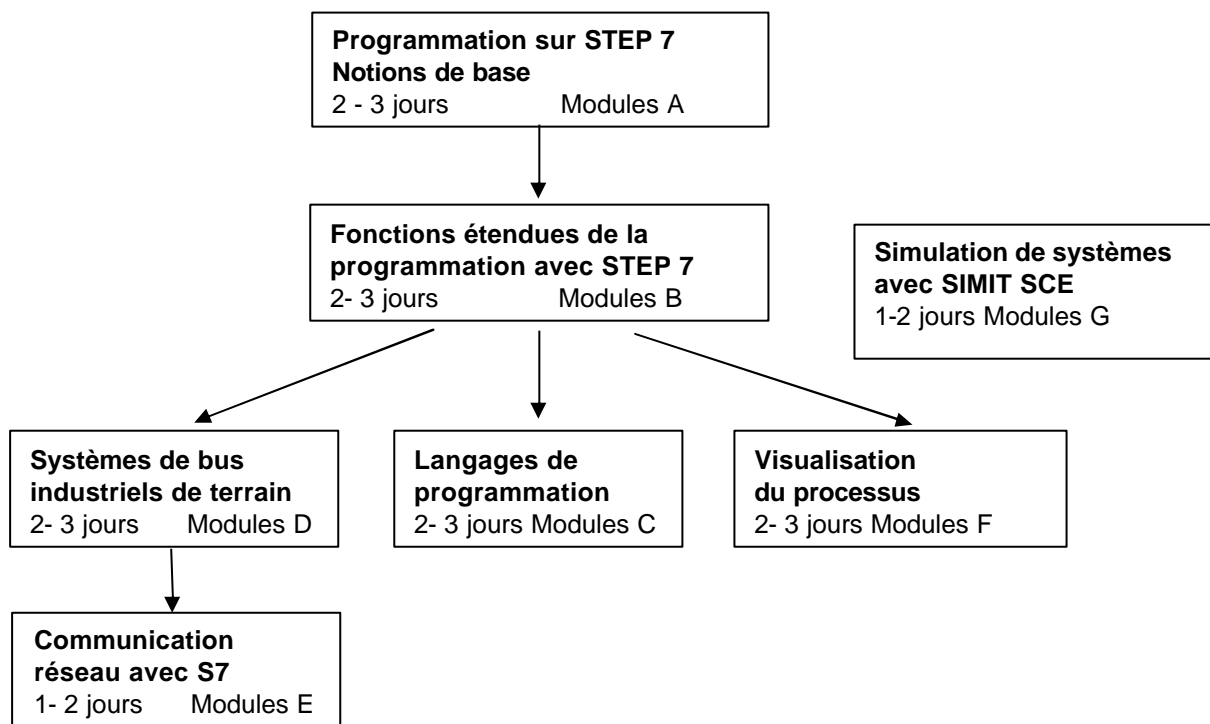 Programmation sur STEP 7
Notions de base
2 - 3 jours Modules A
Fonctions étendues de la
programmation avec STEP 7
2- 3 jours Modules B
Simulation de systèmes
avec SIMIT SCE
1-2 jours Modules G
Systèmes de bus
industriels de terrain
2- 3 jours Modules D
Langages de
programmation
2- 3 jours Modules C
Visualisation
du processus
2- 3 jours Modules F
Communication
réseau avec S7
1- 2 jours Modules E